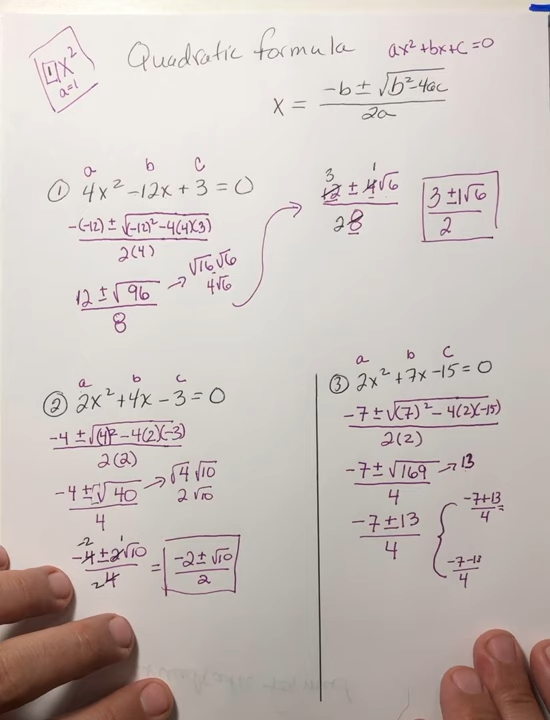 1x²
a=1
Quadratic formula
ax²+bx+c=0
x = (-b ± √(b²-4ac))/(2a)
a b c
① 4x² -12x + 3 = 0
(-(-12) ± √((-12)²-4(4)(3)))/(2(4))
(12 ± √96)/8 → √16 √6
4√6
3 1
(12 ± 4√6)/(2 8)
(3 ± 1√6)/2
a b c
② 2x²+4x - 3 = 0
(-4 ± √((4)²-4(2)(-3)))/(2(2))
(-4 ± √40)/4 → √4 √10
2√10
-2 1
(-4 ± 2√10)/(2 4) = (-2 ± √10)/2
a b c
③ 2x² +7x -15 = 0
(-7 ± √((7)² - 4(2)(-15)))/(2(2))
(-7 ± √169)/4 → 13
(-7 ± 13)/4
(-7+13)/4 =
(-7-13)/4